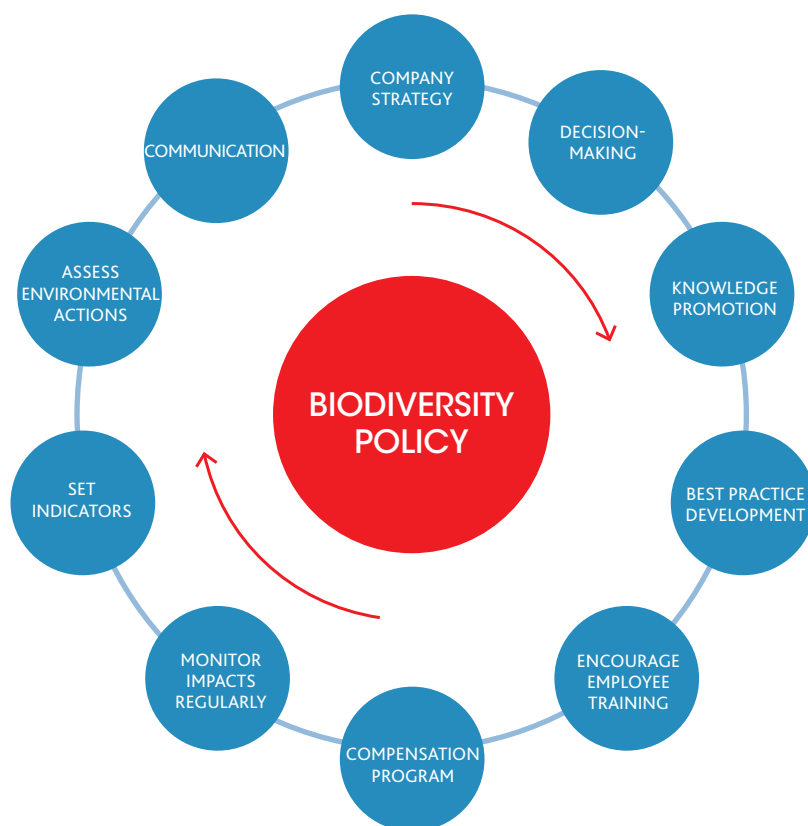 COMPANY
STRATEGY
DECISION-
MAKING
KNOWLEDGE
PROMOTION
BEST PRACTICE
DEVELOPMENT
ENCOURAGE
EMPLOYEE
TRAINING
COMPENSATION
PROGRAM
MONITOR
IMPACTS
REGULARLY
SET
INDICATORS
ASSESS
ENVIRONMENTAL
ACTIONS
COMMUNICATION
BIODIVERSITY
POLICY